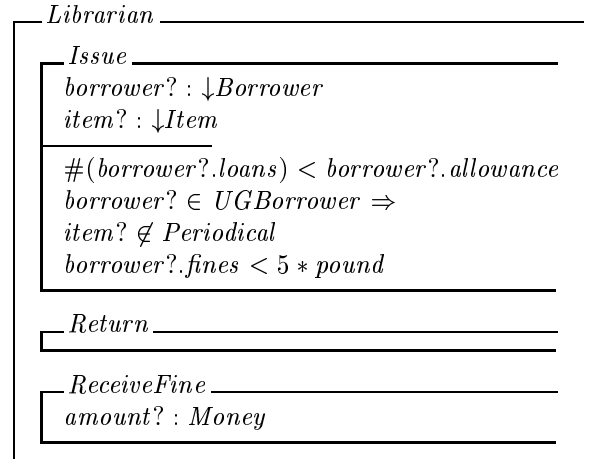 Librarian
Issue
borrower? : ↓Borrower
item? : ↓Item
#(borrower?.loans) < borrower?.allowance
borrower? ∈ UGBorrower ⇒
item? ∉ Periodical
borrower?.fines < 5 * pound
Return
ReceiveFine
amount? : Money